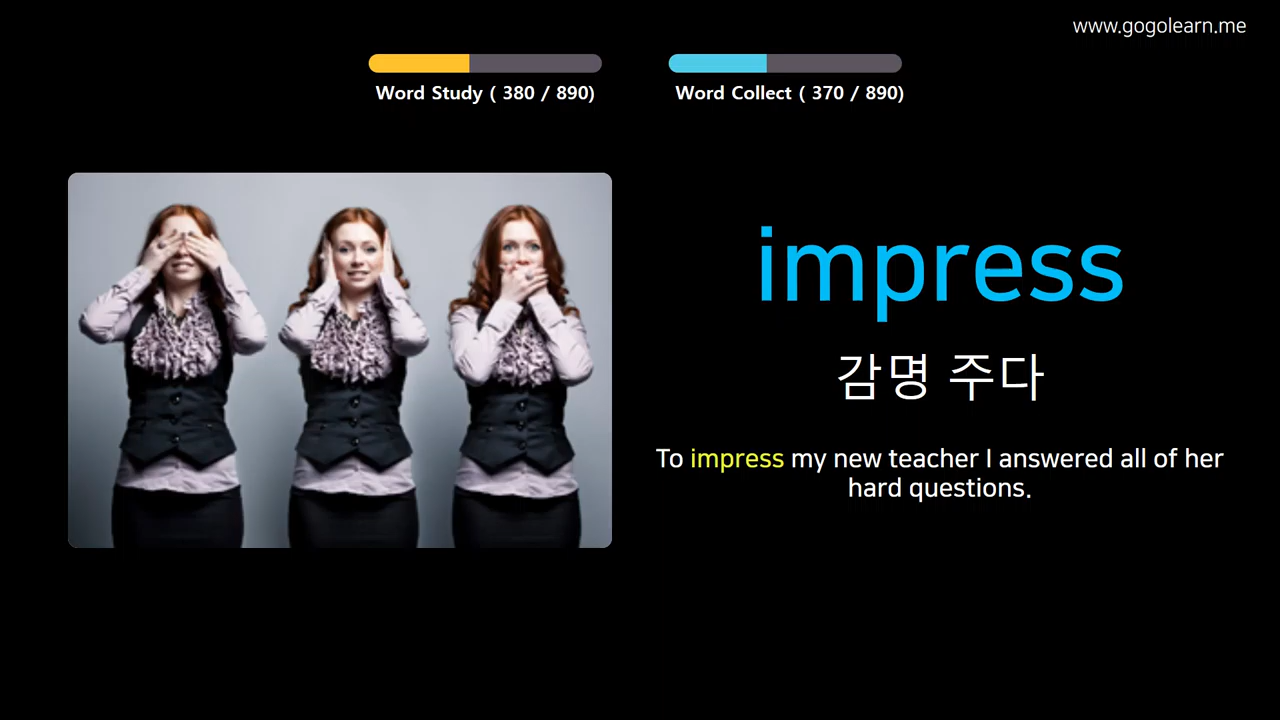 www.gogolearn.me
Word Study ( 380 / 890)
Word Collect ( 370 / 890)
impress
감명 주다
To impress my new teacher I answered all of her
hard questions.